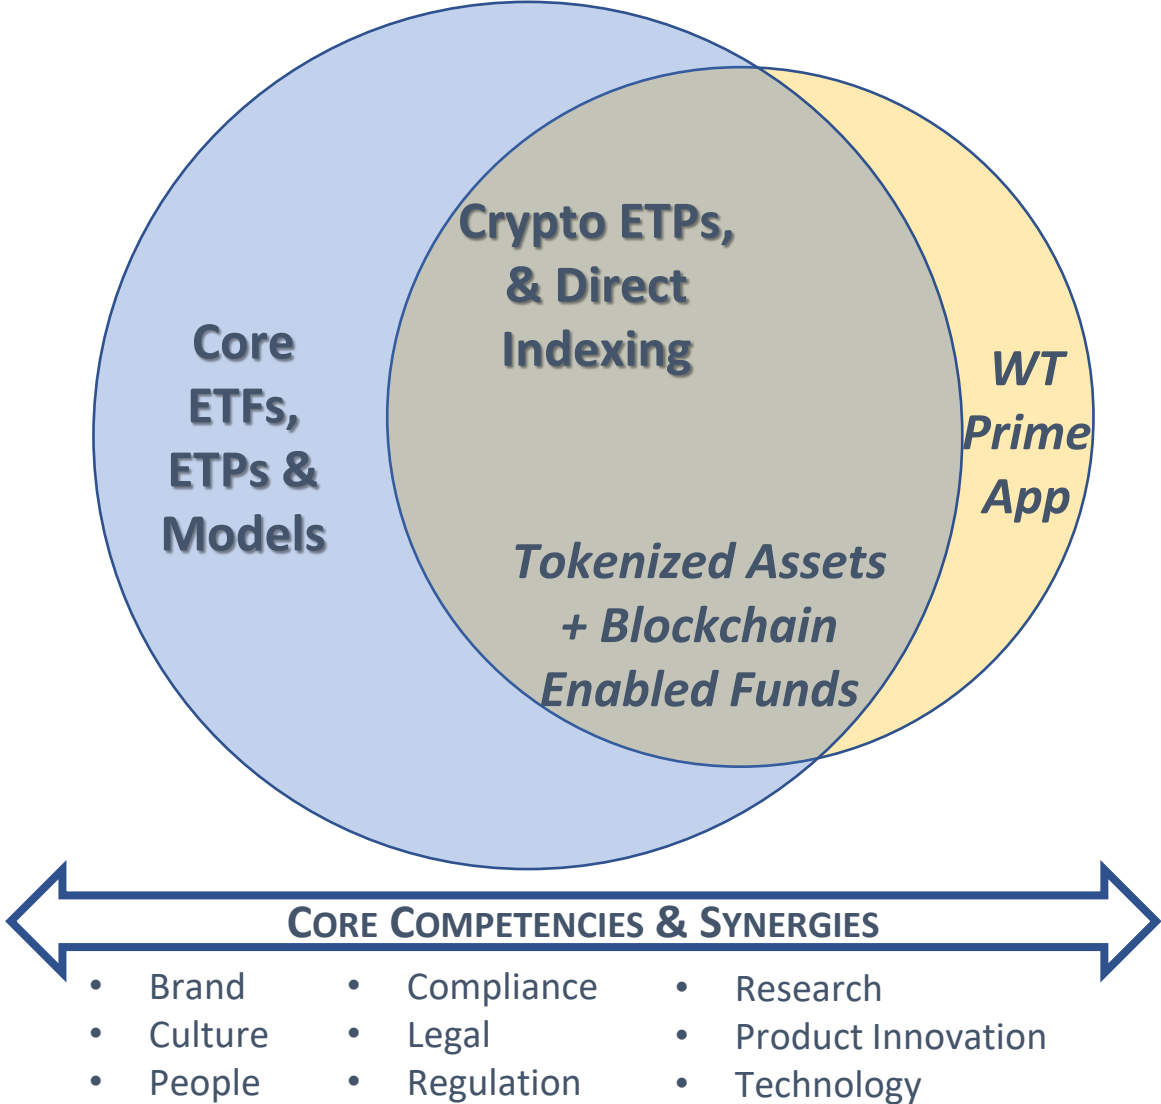 Core
ETFs,
ETPs &
Models
Crypto ETPs,
& Direct
Indexing
Tokenized Assets
+ Blockchain
Enabled Funds
WT
Prime
App
CORE COMPETENCIES & SYNERGIES
• Brand
• Culture
• People
• Compliance
• Legal
• Regulation
• Research
• Product Innovation
• Technology